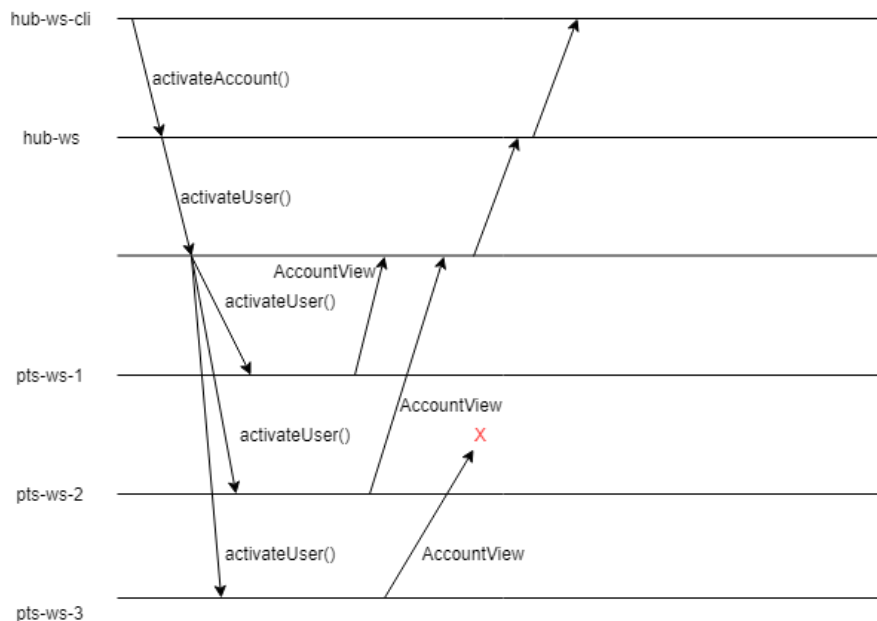 hub-ws-cli
activateAccount()
hub-ws
activateUser()
AccountView
activateUser()
pts-ws-1
AccountView
activateUser()
X
pts-ws-2
activateUser()
AccountView
pts-ws-3